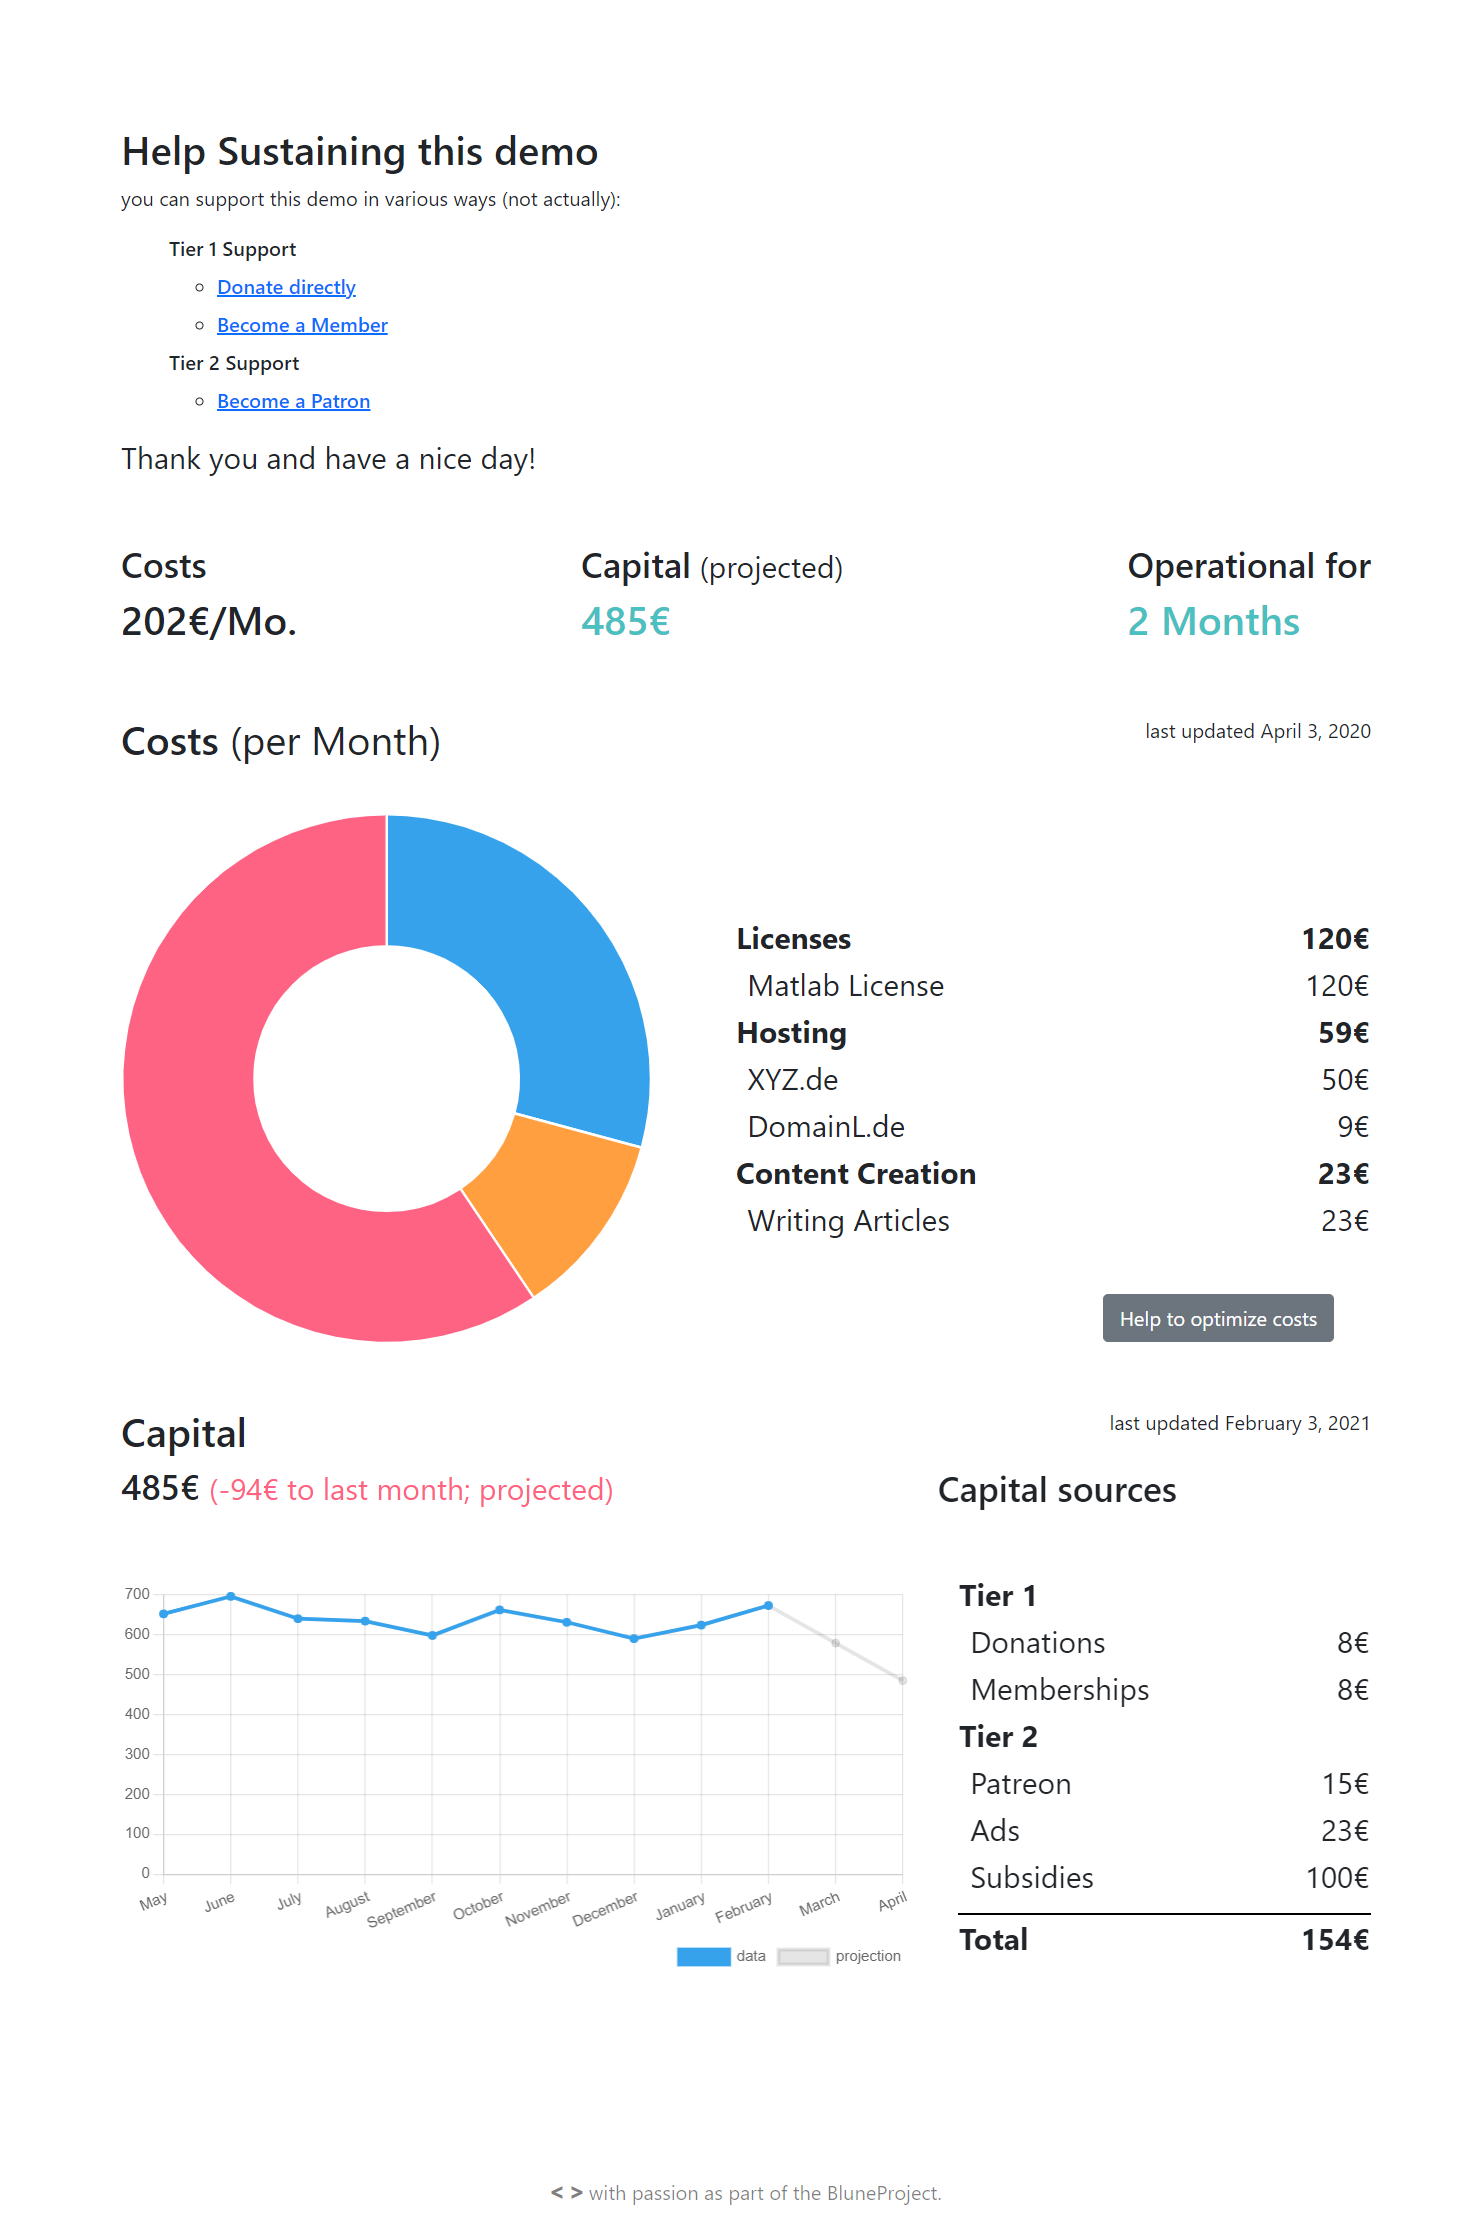 Help Sustaining this demo
you can support this demo in various ways (not actually):
Tier 1 Support
Donate directly
Become a Member
Tier 2 Support
Become a Patron
Thank you and have a nice day!
Costs
202€/Mo.
Capital (projected)
485€
Operational for
2 Months
Costs (per Month)
last updated April 3, 2020
Licenses 120€
Matlab License 120€
Hosting 59€
XYZ.de 50€
DomainL.de 9€
Content Creation 23€
Writing Articles 23€
Help to optimize costs
Capital
last updated February 3, 2021
485€ (-94€ to last month; projected)
700
600
500
400
300
200
100
0
May June July August September October November December January February March April
data projection
Capital sources
Tier 1
Donations 8€
Memberships 8€
Tier 2
Patreon 15€
Ads 23€
Subsidies 100€
Total 154€
< > with passion as part of the BluneProject.